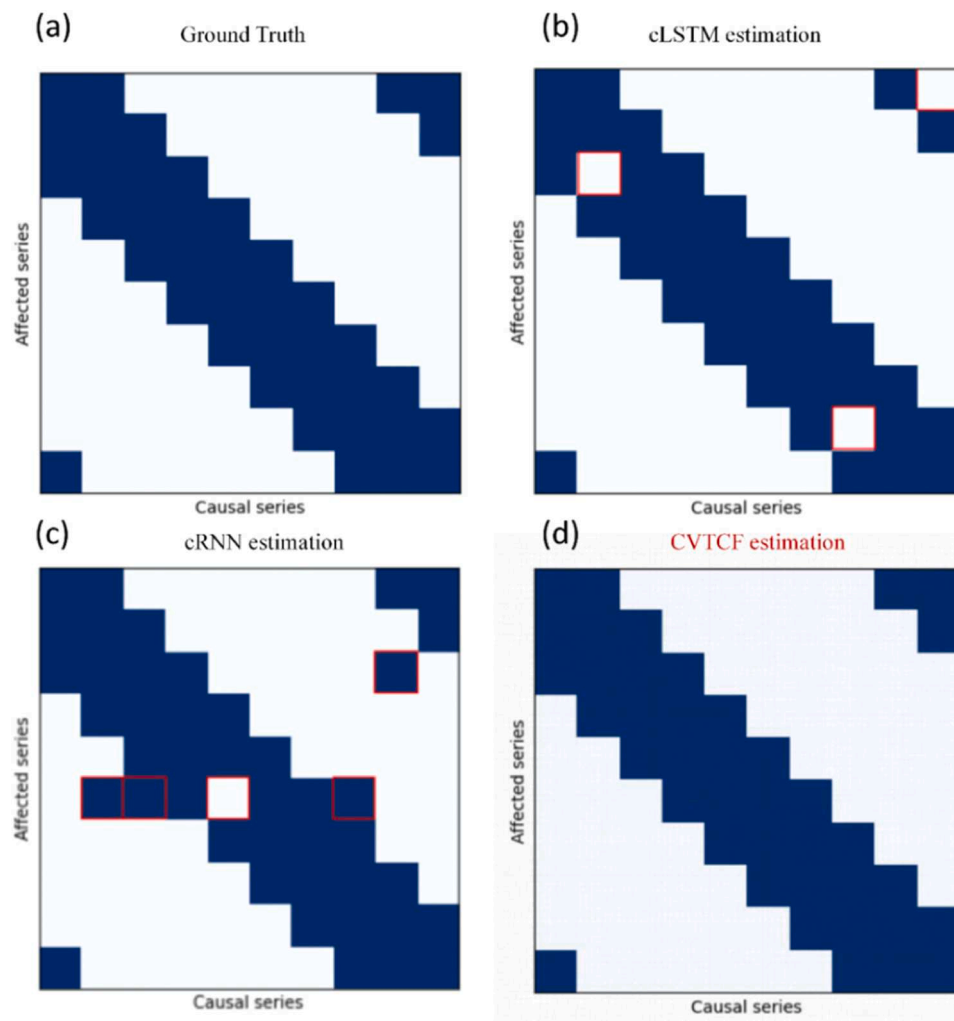 (a)
Ground Truth
Affected series
Causal series
(b)
cLSTM estimation
Affected series
Causal series
(c)
cRNN estimation
Affected series
Causal series
(d)
CVTCF estimation
Affected series
Causal series